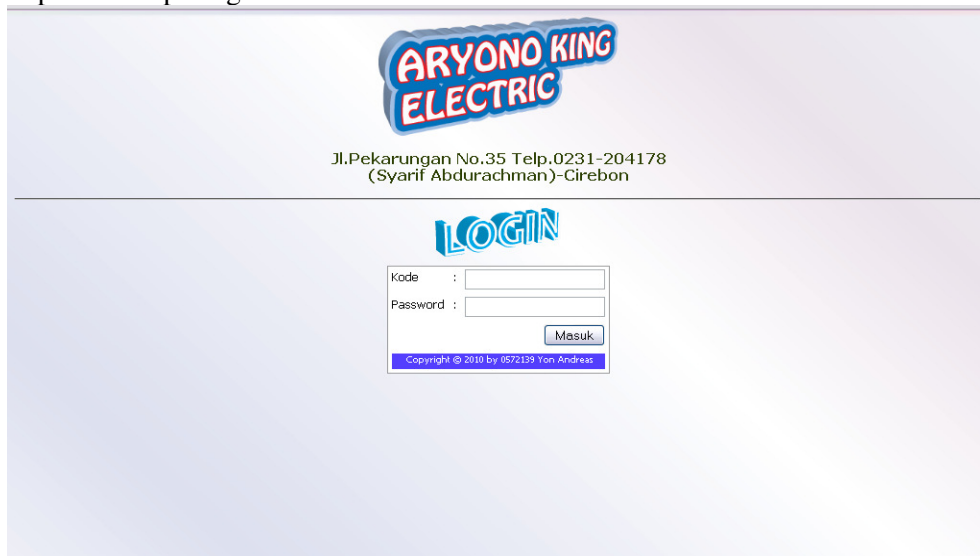 ARYONO KING
ELECTRIC
Jl.Pekarungan No.35 Telp.0231-204178
(Syarif Abdurachman)-Cirebon
LOGIN
Kode :
Password :
Masuk
Copyright © 2010 by 0572139 Yon Andreas